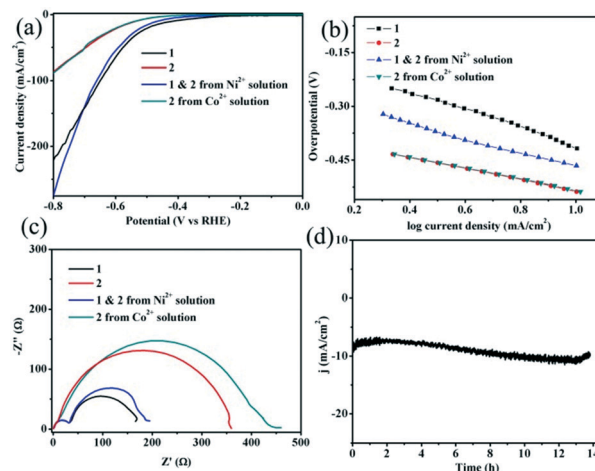 (a)
0
-50
-100
-150
-200
-250
Current density (mA/cm²)
1
2
1 & 2 from Ni²⁺ solution
2 from Co²⁺ solution
-0.8 -0.6 -0.4 -0.2 0.0
Potential (V vs RHE)
(b)
-0.15
-0.30
-0.45
Overpotential (V)
1
2
1 & 2 from Ni²⁺ solution
2 from Co²⁺ solution
0.2 0.4 0.6 0.8 1.0
log current density (mA/cm²)
(c)
-300
-200
-100
0
-Z'' (Ω)
1
2
1 & 2 from Ni²⁺ solution
2 from Co²⁺ solution
0 100 200 300 400 500
Z' (Ω)
(d)
10
0
-10
-20
j (mA/cm²)
0 2 4 6 8 10 12 14
Time (h)